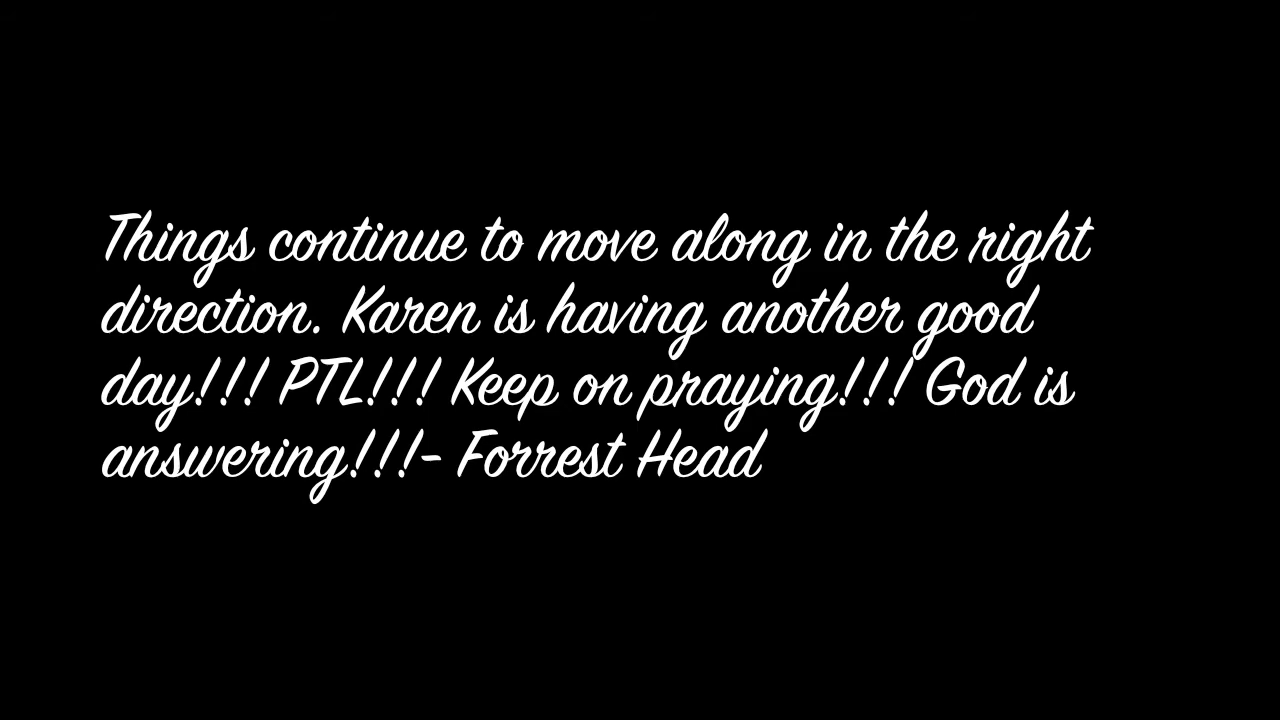 Things continue to move along in the right
direction. Karen is having another good
day!!! PTL!!! Keep on praying!!! God is
answering!!!- Forrest Head